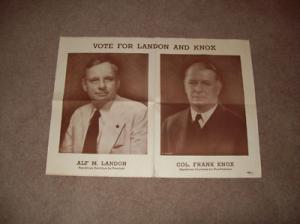 VOTE FOR LANDON AND KNOX
ALF M. LANDON
Republican Candidate for President
COL. FRANK KNOX
Republican Candidate for Vice-President